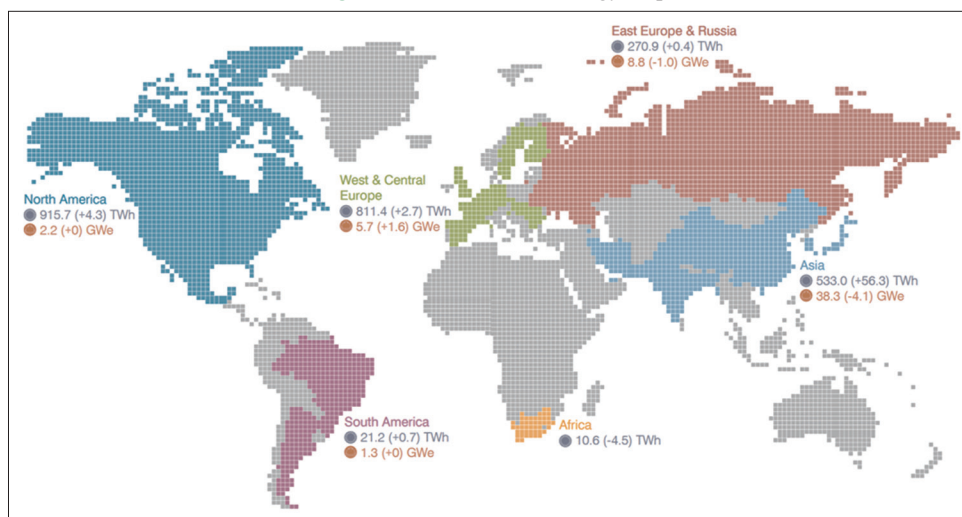 East Europe & Russia
270.9 (+0.4) TWh
8.8 (-1.0) GWe
North America
915.7 (+4.3) TWh
2.2 (+0) GWe
West & Central
Europe
811.4 (+2.7) TWh
5.7 (+1.6) GWe
Asia
533.0 (+56.3) TWh
38.3 (-4.1) GWe
South America
21.2 (+0.7) TWh
1.3 (+0) GWe
Africa
10.6 (-4.5) TWh